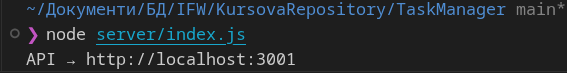 ~/Документи/БД/IFW/KursovaRepository/TaskManager main*
❯ node server/index.js
API → http://localhost:3001